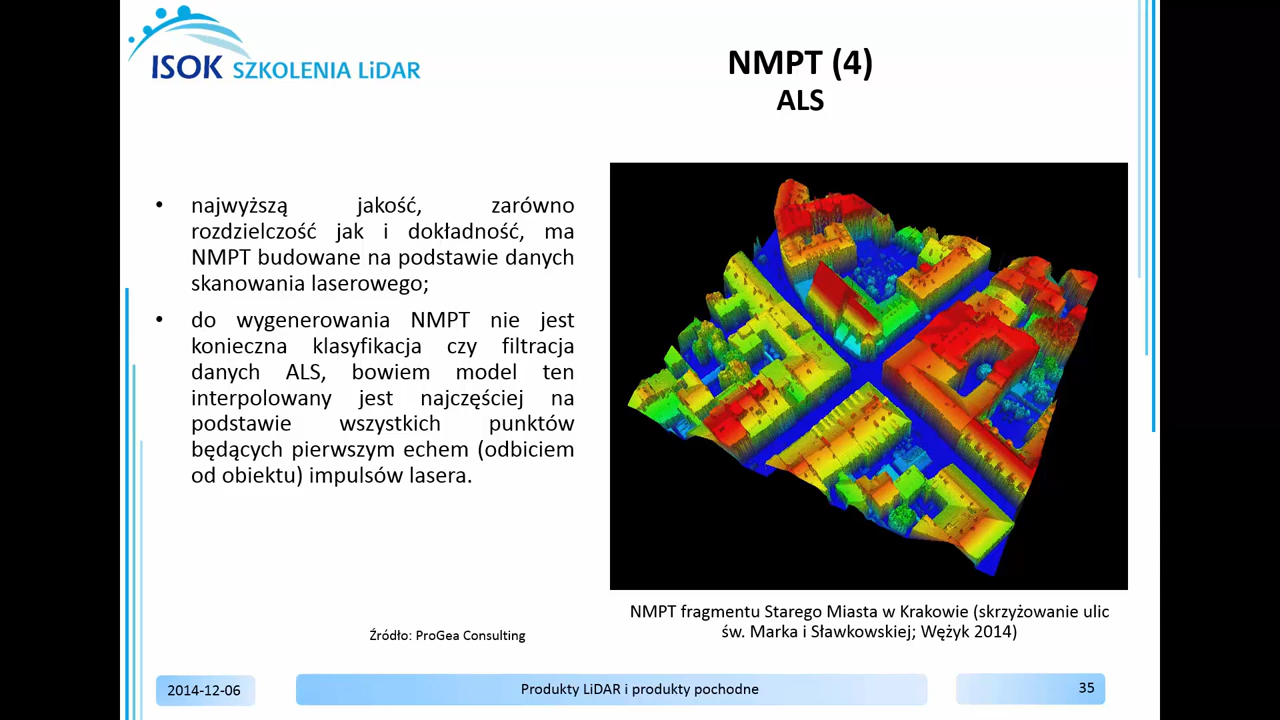 ISOK SZKOLENIA LiDAR
NMPT (4)
ALS
• najwyższą jakość, zarówno
rozdzielczość jak i dokładność, ma
NMPT budowane na podstawie danych
skanowania laserowego;
• do wygenerowania NMPT nie jest
konieczna klasyfikacja czy filtracja
danych ALS, bowiem model ten
interpolowany jest najczęściej na
podstawie wszystkich punktów
będących pierwszym echem (odbiciem
od obiektu) impulsów lasera.
NMPT fragmentu Starego Miasta w Krakowie (skrzyżowanie ulic
św. Marka i Sławkowskiej; Wężyk 2014)
Źródło: ProGea Consulting
2014-12-06
Produkty LiDAR i produkty pochodne
35